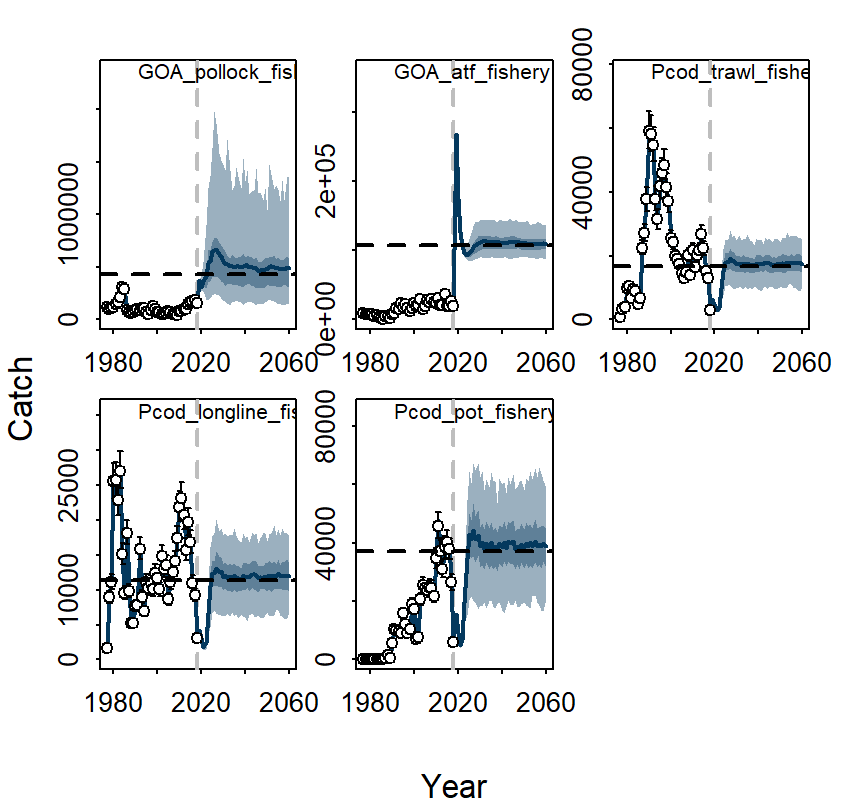 GOA_pollock_fish
GOA_atf_fishery
Pcod_trawl_fishe
0
1000000
0e+00
2e+05
0
40000
80000
1980
2020
2060
1980
2020
2060
1980
2020
2060
Catch
Pcod_longline_fis
Pcod_pot_fishery
0
10000
25000
0
40000
80000
1980
2020
2060
1980
2020
2060
Year